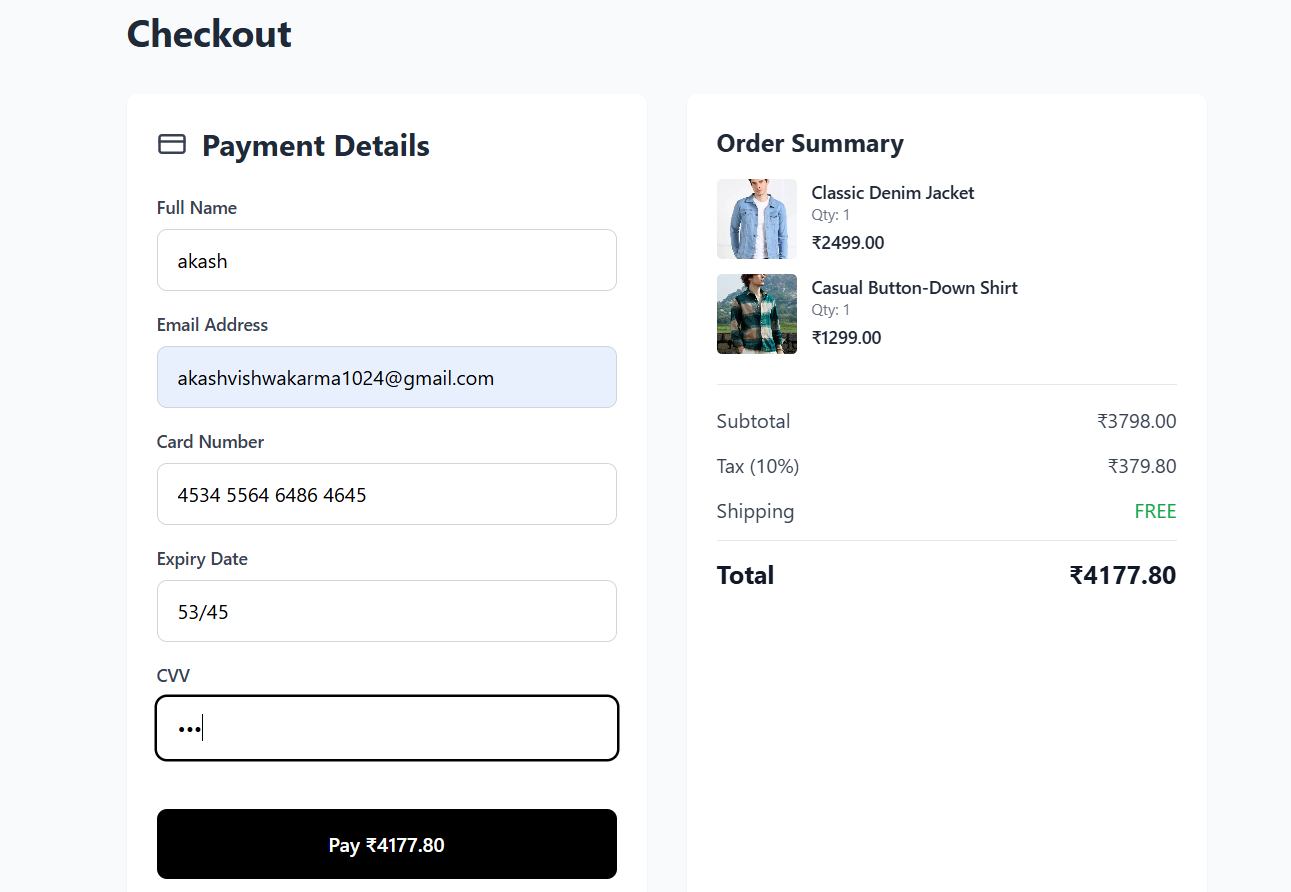 Checkout
Payment Details
Full Name
akash
Email Address
akashvishwakarma1024@gmail.com
Card Number
4534 5564 6486 4645
Expiry Date
53/45
CVV
•••
Pay ₹4177.80
Order Summary
Classic Denim Jacket
Qty: 1
₹2499.00
Casual Button-Down Shirt
Qty: 1
₹1299.00
Subtotal ₹3798.00
Tax (10%) ₹379.80
Shipping FREE
Total ₹4177.80